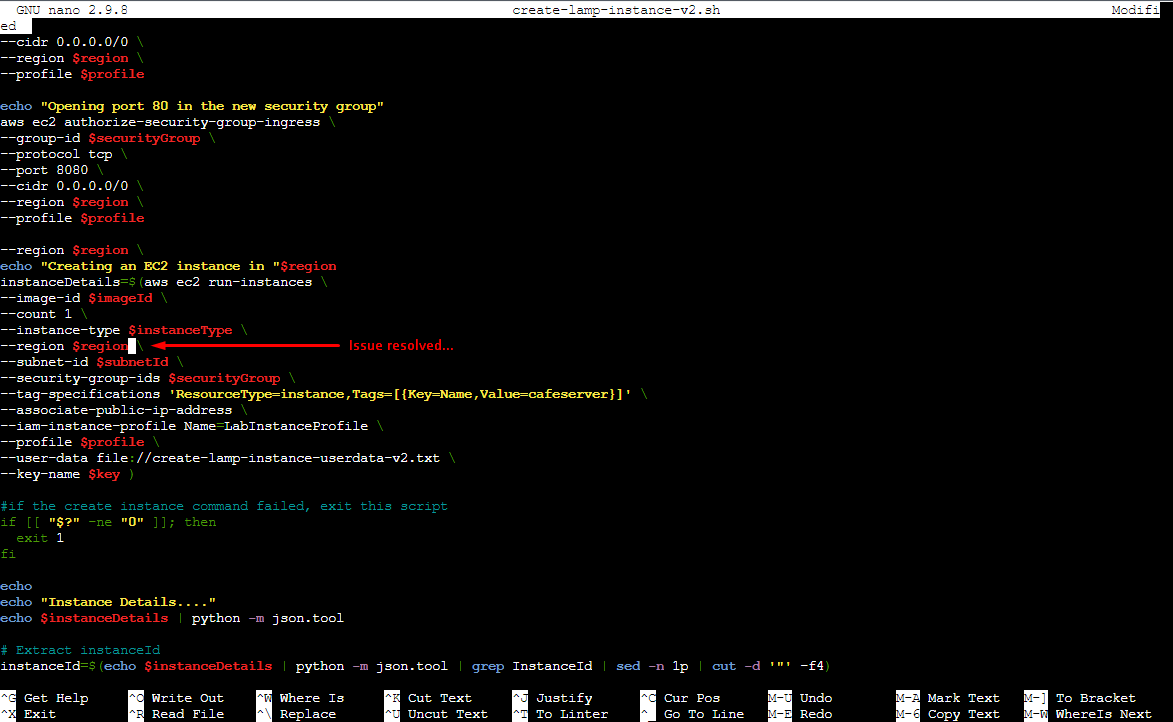 GNU nano 2.9.8 create-lamp-instance-v2.sh Modifi
ed
--cidr 0.0.0.0/0 \
--region $region \
--profile $profile
echo "Opening port 80 in the new security group"
aws ec2 authorize-security-group-ingress \
--group-id $securityGroup \
--protocol tcp \
--port 8080 \
--cidr 0.0.0.0/0 \
--region $region \
--profile $profile
--region $region \
echo "Creating an EC2 instance in "$region
instanceDetails=$(aws ec2 run-instances \
--image-id $imageId \
--count 1 \
--instance-type $instanceType \
--region $region \ Issue resolved...
--subnet-id $subnetId \
--security-group-ids $securityGroup \
--tag-specifications 'ResourceType=instance,Tags=[{Key=Name,Value=cafeserver}]' \
--associate-public-ip-address \
--iam-instance-profile Name=LabInstanceProfile \
--profile $profile \
--user-data file://create-lamp-instance-userdata-v2.txt \
--key-name $key )
#if the create instance command failed, exit this script
if [[ "$?" -ne "0" ]]; then
  exit 1
fi
echo
echo "Instance Details...."
echo $instanceDetails | python -m json.tool
# Extract instanceId
instanceId=$(echo $instanceDetails | python -m json.tool | grep InstanceId | sed -n 1p | cut -d '"' -f4)
^G Get Help ^O Write Out ^W Where Is ^K Cut Text ^J Justify ^C Cur Pos M-U Undo M-A Mark Text M-] To Bracket
^X Exit ^R Read File ^\ Replace ^U Uncut Text ^T To Linter ^_ Go To Line M-E Redo M-6 Copy Text M-W WhereIs Next